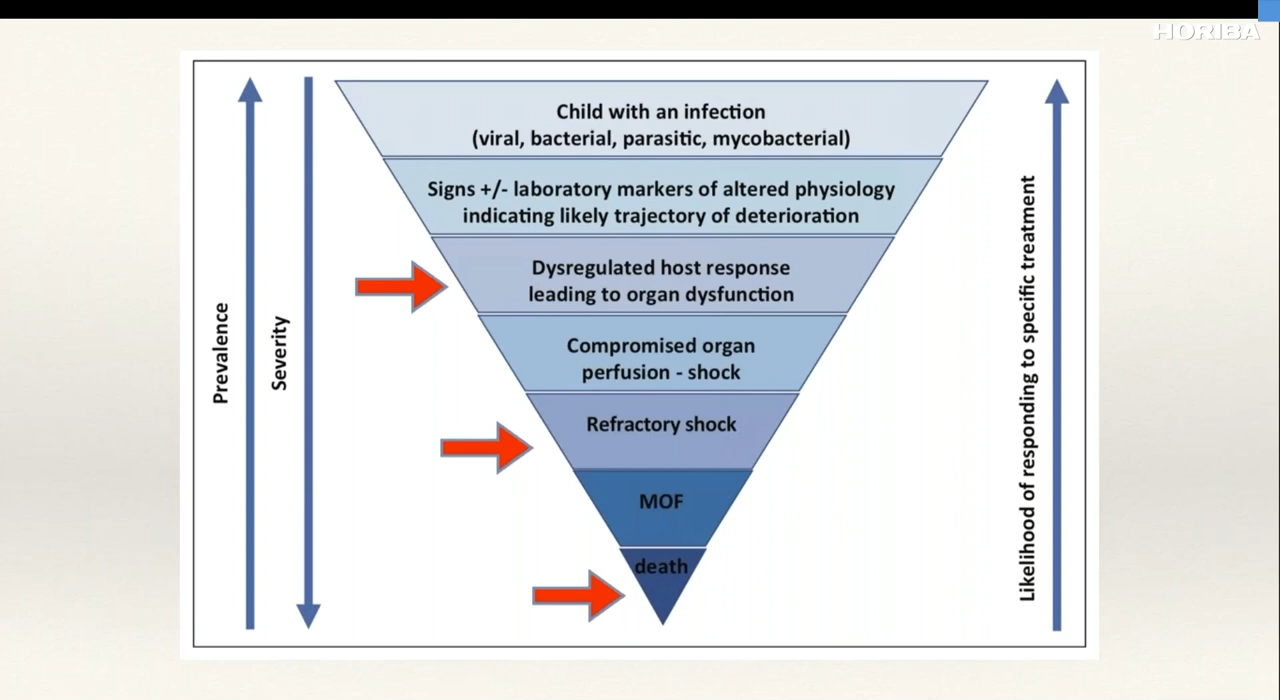 HORIBA
Child with an infection
(viral, bacterial, parasitic, mycobacterial)
Signs +/- laboratory markers of altered physiology
indicating likely trajectory of deterioration
Dysregulated host response
leading to organ dysfunction
Compromised organ
perfusion - shock
Refractory shock
MOF
death
Prevalence
Severity
Likelihood of responding to specific treatment